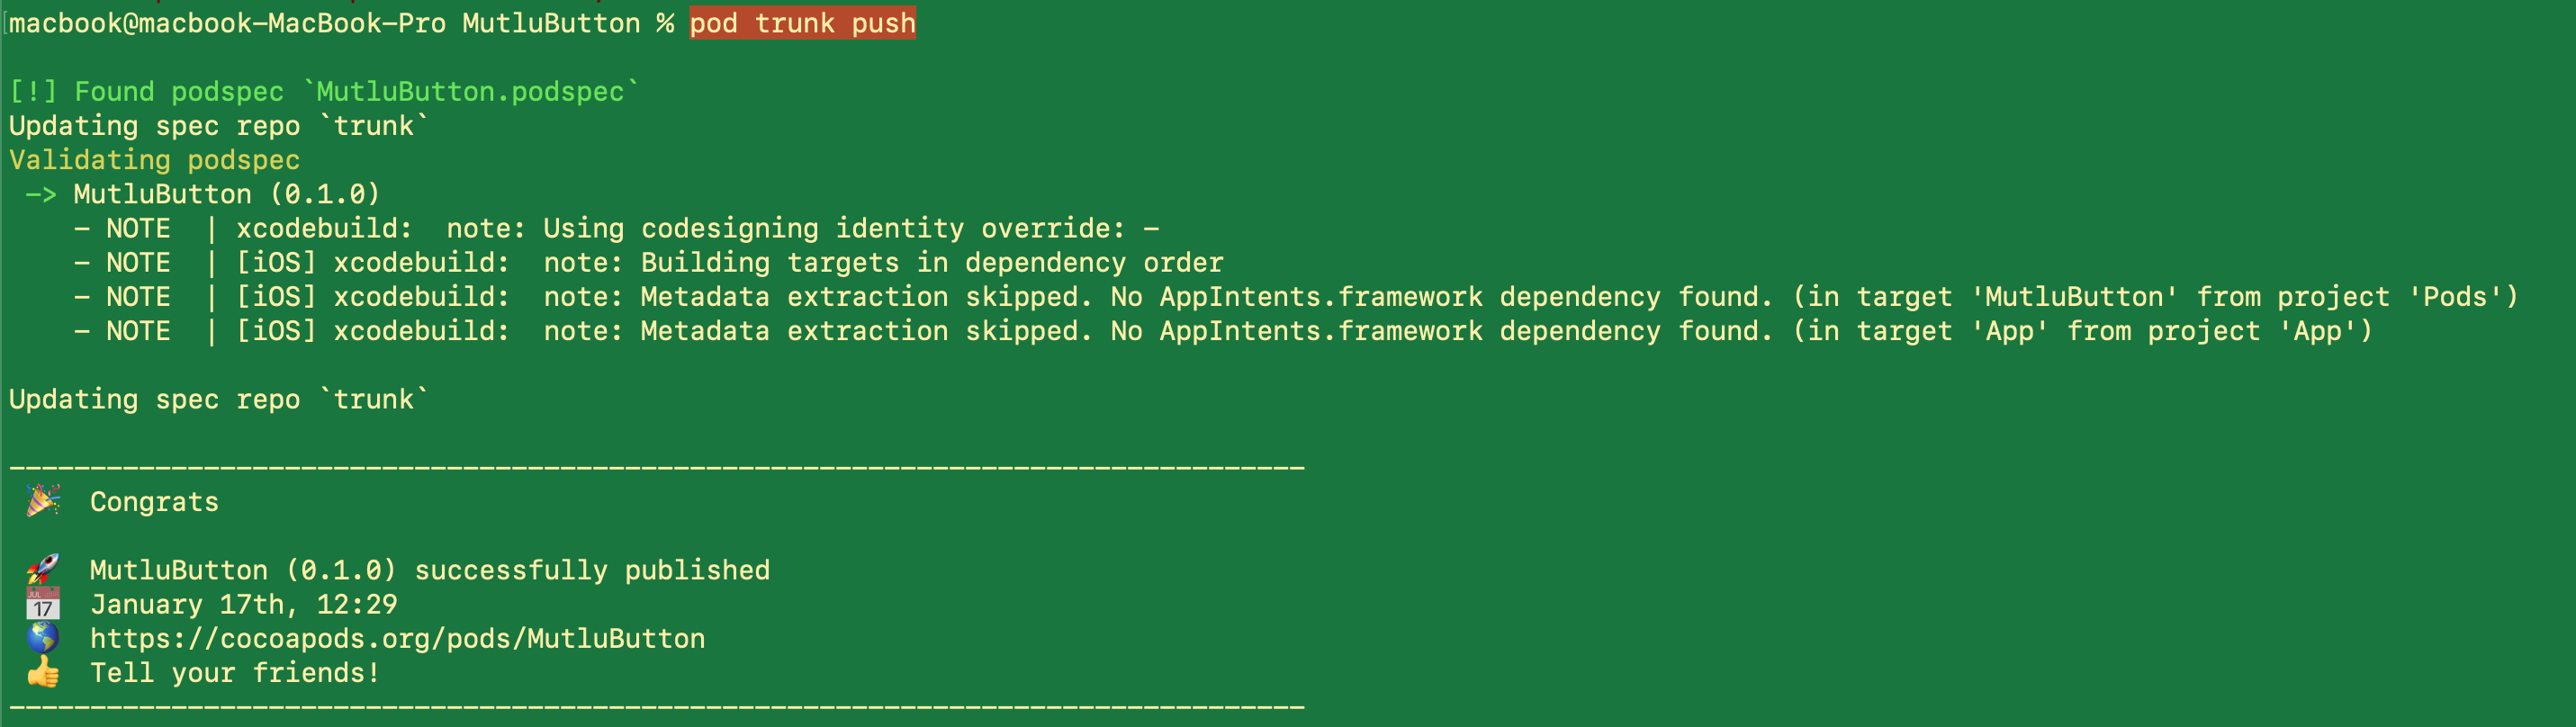 macbook@macbook-MacBook-Pro MutluButton % pod trunk push
[!] Found podspec `MutluButton.podspec`
Updating spec repo `trunk`
Validating podspec
-> MutluButton (0.1.0)
- NOTE  | xcodebuild:  note: Using codesigning identity override: -
- NOTE  | [iOS] xcodebuild:  note: Building targets in dependency order
- NOTE  | [iOS] xcodebuild:  note: Metadata extraction skipped. No AppIntents.framework dependency found. (in target 'MutluButton' from project 'Pods')
- NOTE  | [iOS] xcodebuild:  note: Metadata extraction skipped. No AppIntents.framework dependency found. (in target 'App' from project 'App')
Updating spec repo `trunk`
--------------------------------------------------------------------------------
🎉  Congrats
🚀  MutluButton (0.1.0) successfully published
📅  January 17th, 12:29
🌎  https://cocoapods.org/pods/MutluButton
👍  Tell your friends!
--------------------------------------------------------------------------------